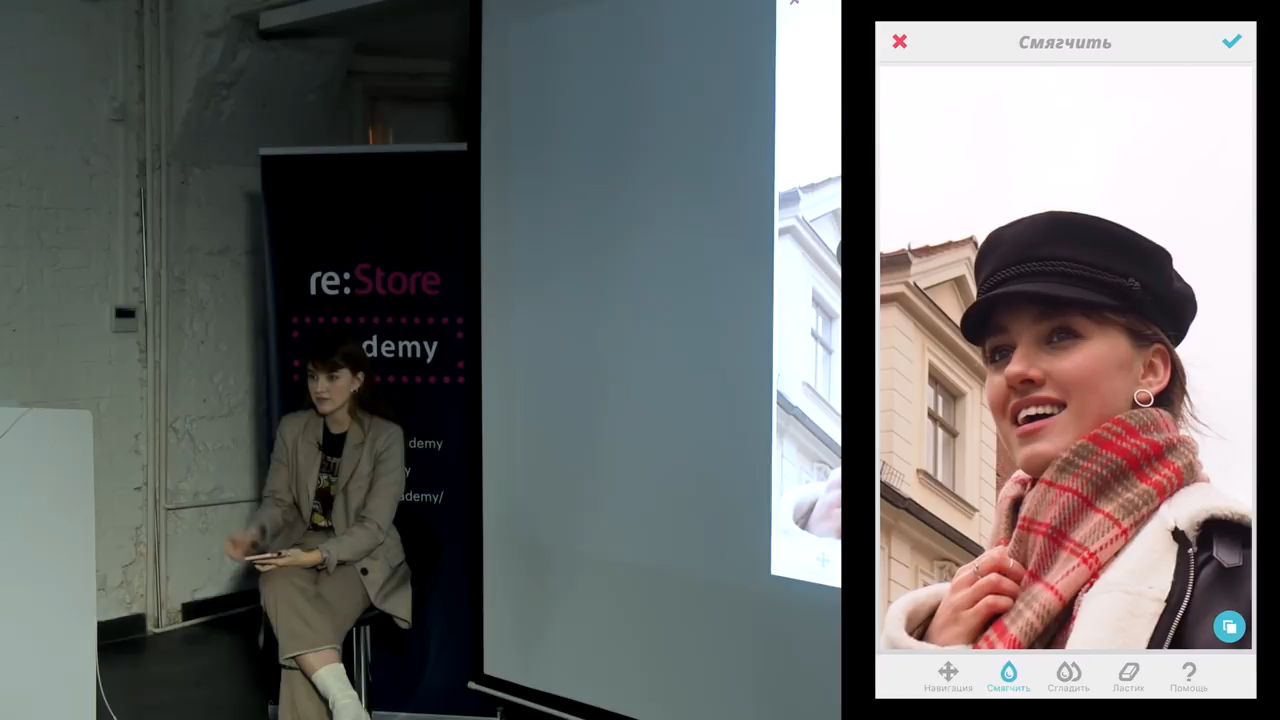 re:Store
demy
demy
y
ademy/
Смягчить
Навигация
Смягчить
Сгладить
Ластик
Помощь